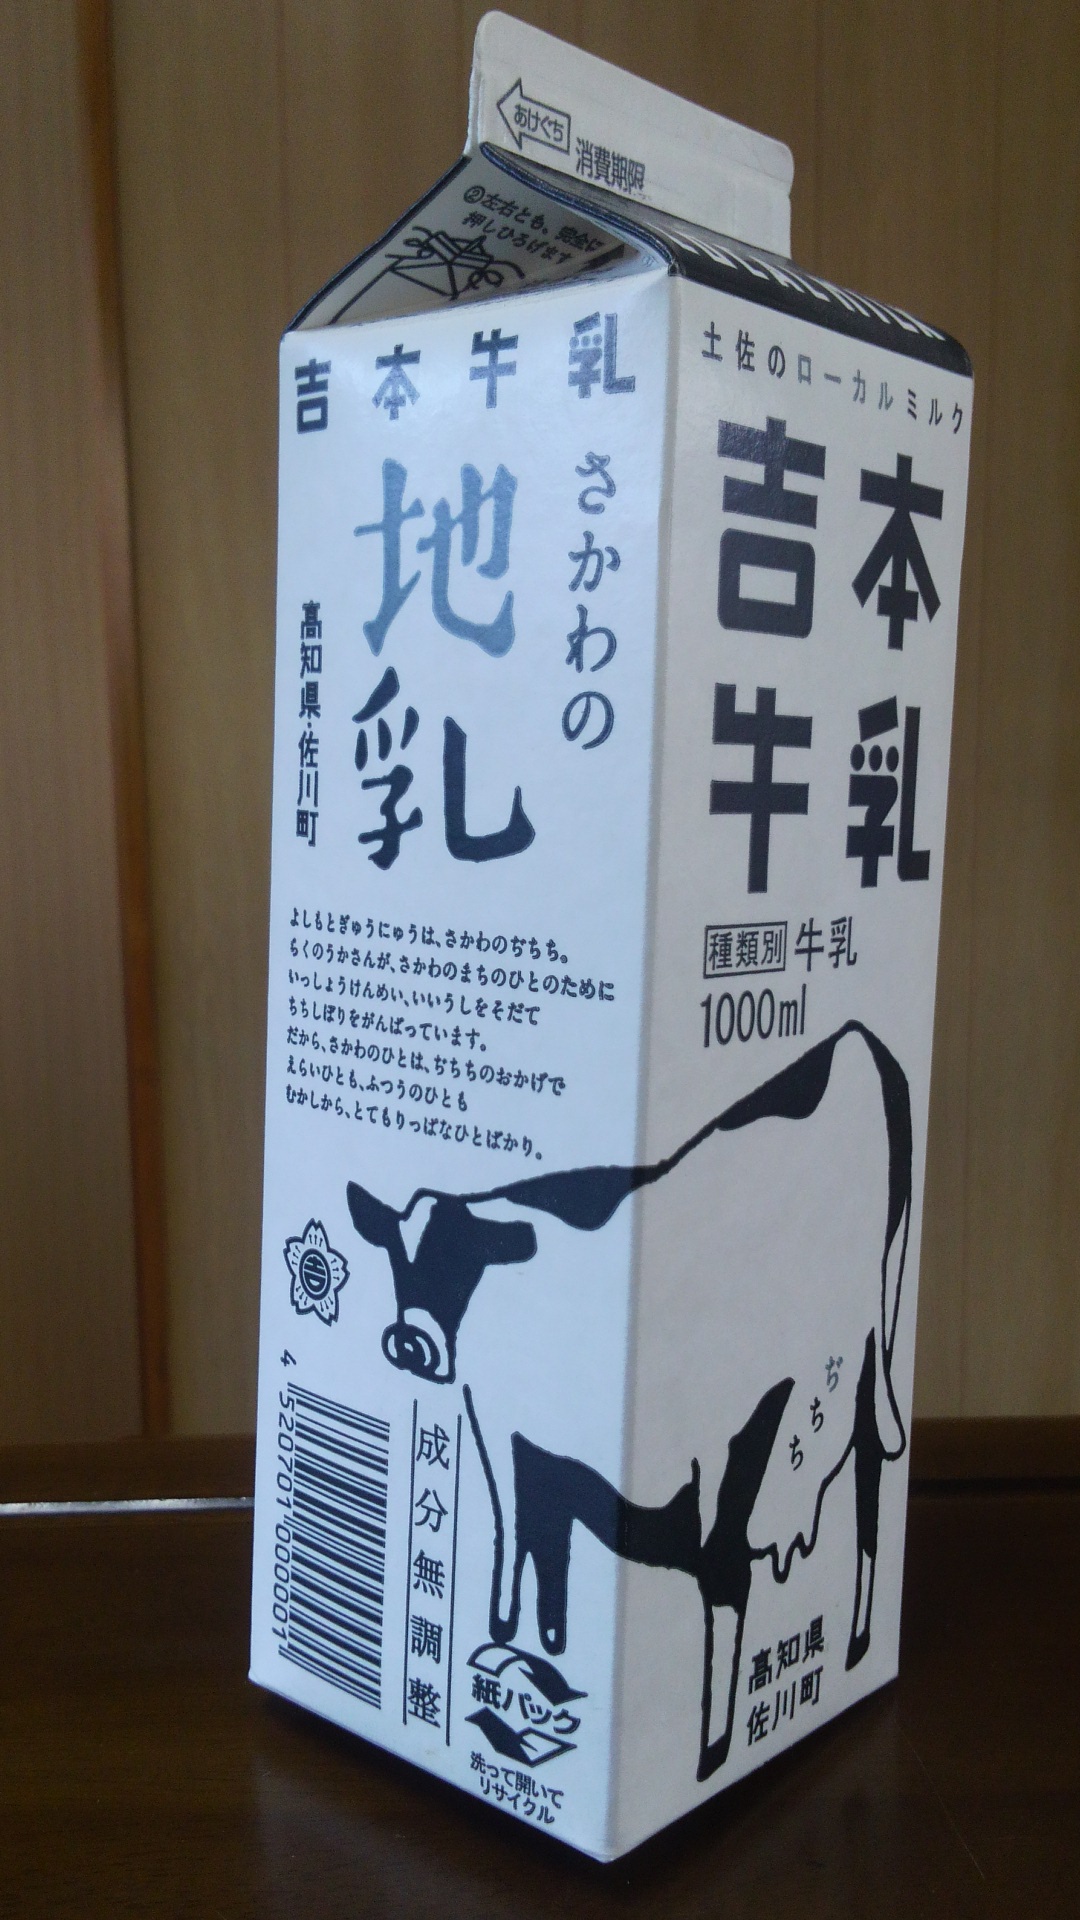 あけぐち
消費期限
②左右とも、完全に
押しひろげます
吉本牛乳
さかわの
地乳
高知県・佐川町
よしもとぎゅうにゅうは、さかわのぢちち。
らくのうかさんが、さかわのまちのひとのために
いっしょうけんめい、いいうしをそだて
ちちしぼりをがんばっています。
だから、さかわのひとは、ぢちちのおかげで
えらいひとも、ふつうのひとも
むかしから、とてもりっぱなひとばかり。
吉
4 520701 000001
成分無調整
紙パック
洗って開いて
リサイクル
土佐のローカルミルク
吉本
牛乳
種類別 牛乳
1000ml
ぢちち
高知県
佐川町